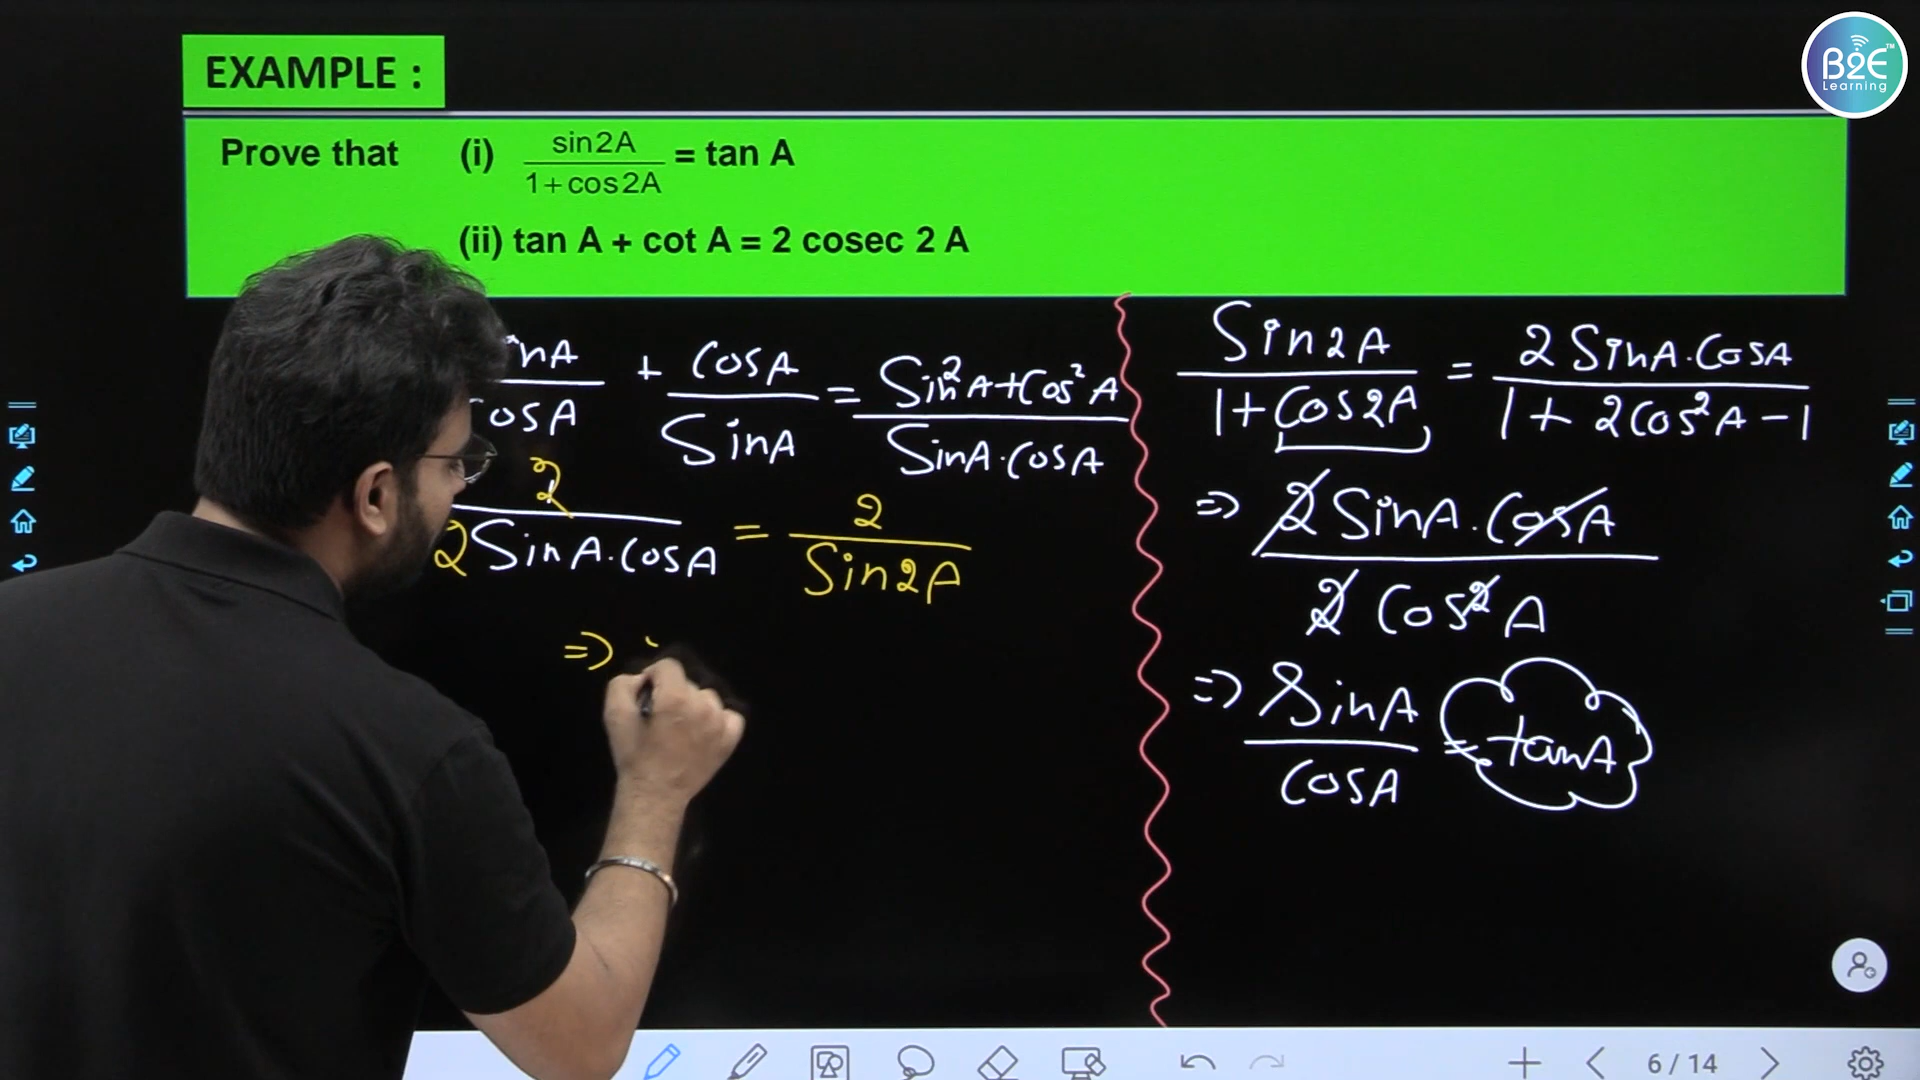 B2E™
Learning
EXAMPLE :
Prove that (i) sin2A
1+cos2A
= tan A
(ii) tan A + cot A = 2 cosec 2 A
nA
osA
+ CosA
SinA
= Sin²A+Cos²A
SinA.CosA
2
2SinA.CosA
= 2
Sin2A
⇒
Sin2A
1+Cos2A
= 2SinA.CosA
1+2Cos²A-1
⇒ 2SinA.CosA
2Cos²A
⇒ SinA
CosA
= tanA
6 / 14